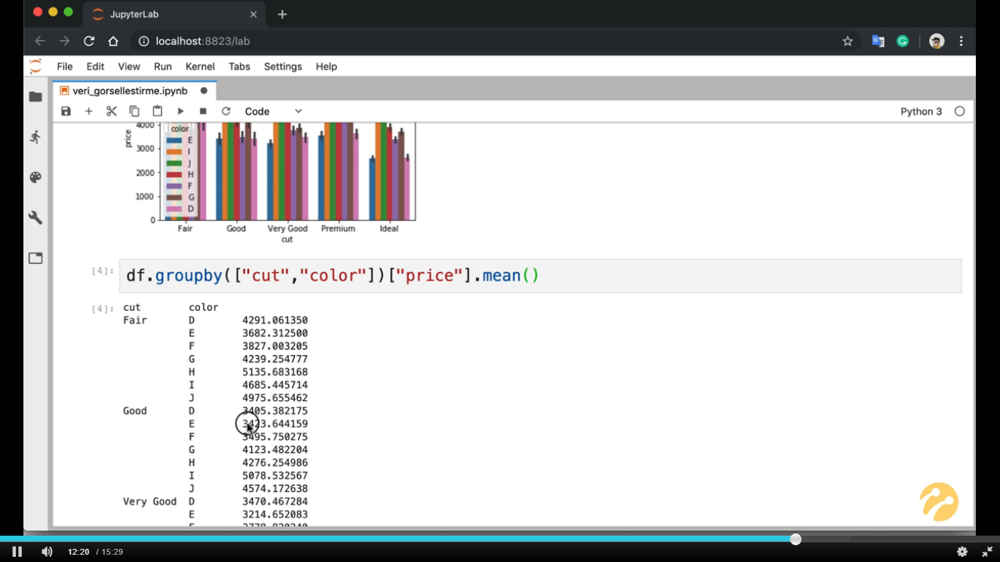 JupyterLab
localhost:8823/lab
File Edit View Run Kernel Tabs Settings Help
veri_gorsellestirme.ipynb
Code Python 3
price
4000
3000
2000
1000
0
color
E
I
J
H
F
G
D
Fair Good Very Good Premium Ideal
cut
[4]: df.groupby(["cut","color"])["price"].mean()
[4]: cut color
Fair D 4291.061350
E 3682.312500
F 3827.003205
G 4239.254777
H 5135.683168
I 4685.445714
J 4975.655462
Good D 3405.382175
E 3423.644159
F 3495.750275
G 4123.482204
H 4276.254986
I 5078.532567
J 4574.172638
Very Good D 3470.467284
E 3214.652083
12:20 / 15:29